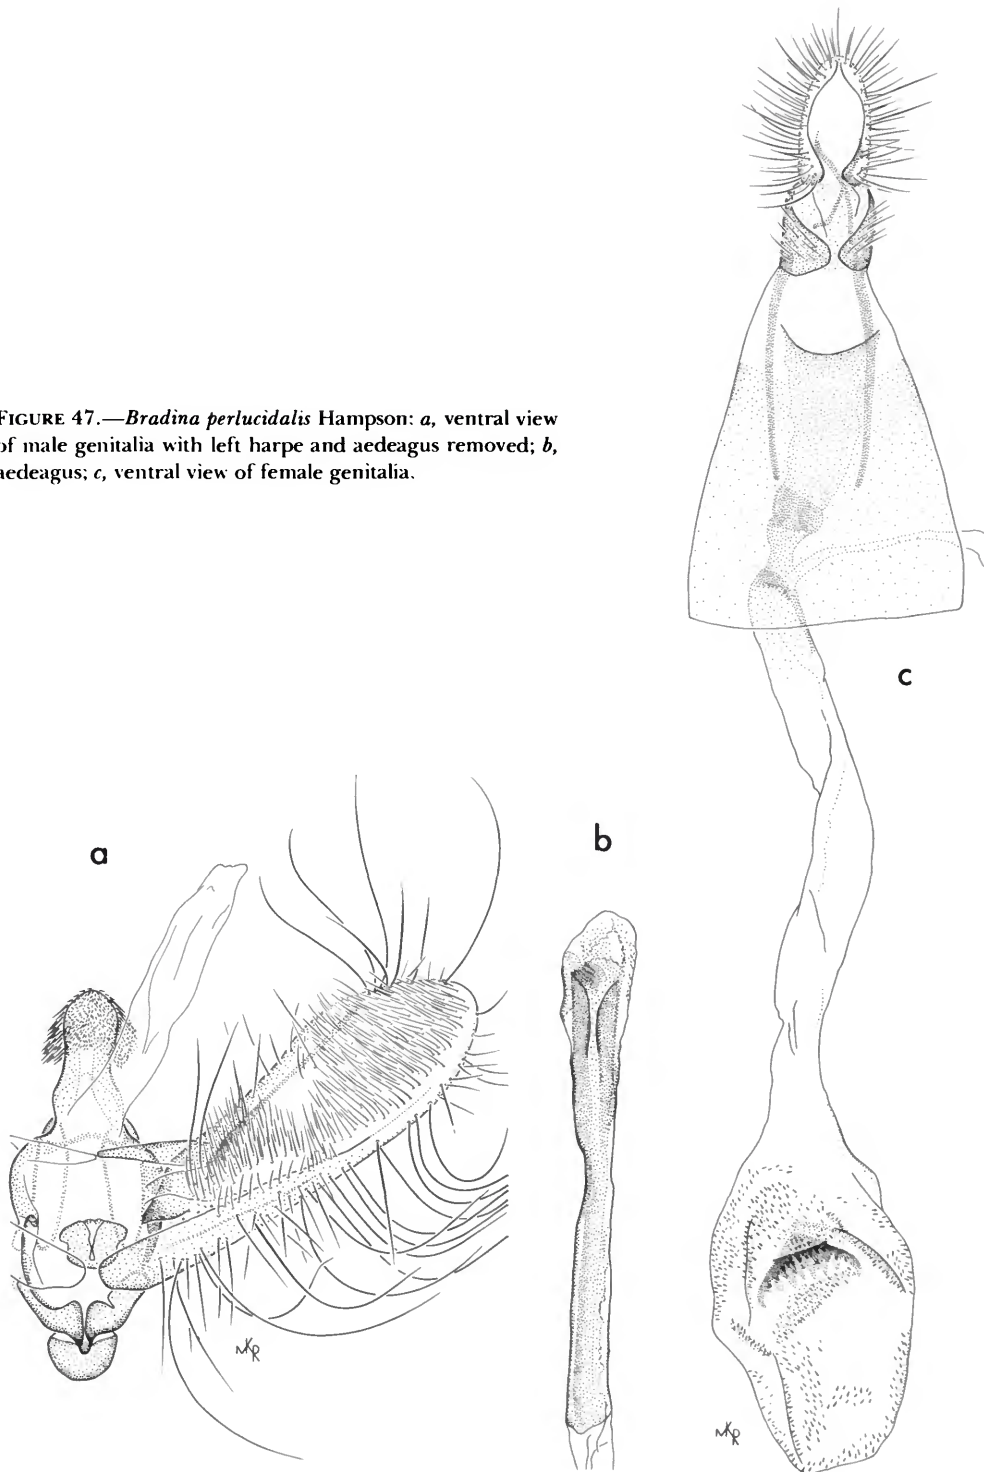 FIGURE 47.—Bradina perlucidalis Hampson: a, ventral view
of male genitalia with left harpe and aedeagus removed; b,
aedeagus; c, ventral view of female genitalia.
c
a
b
MKR
MKR